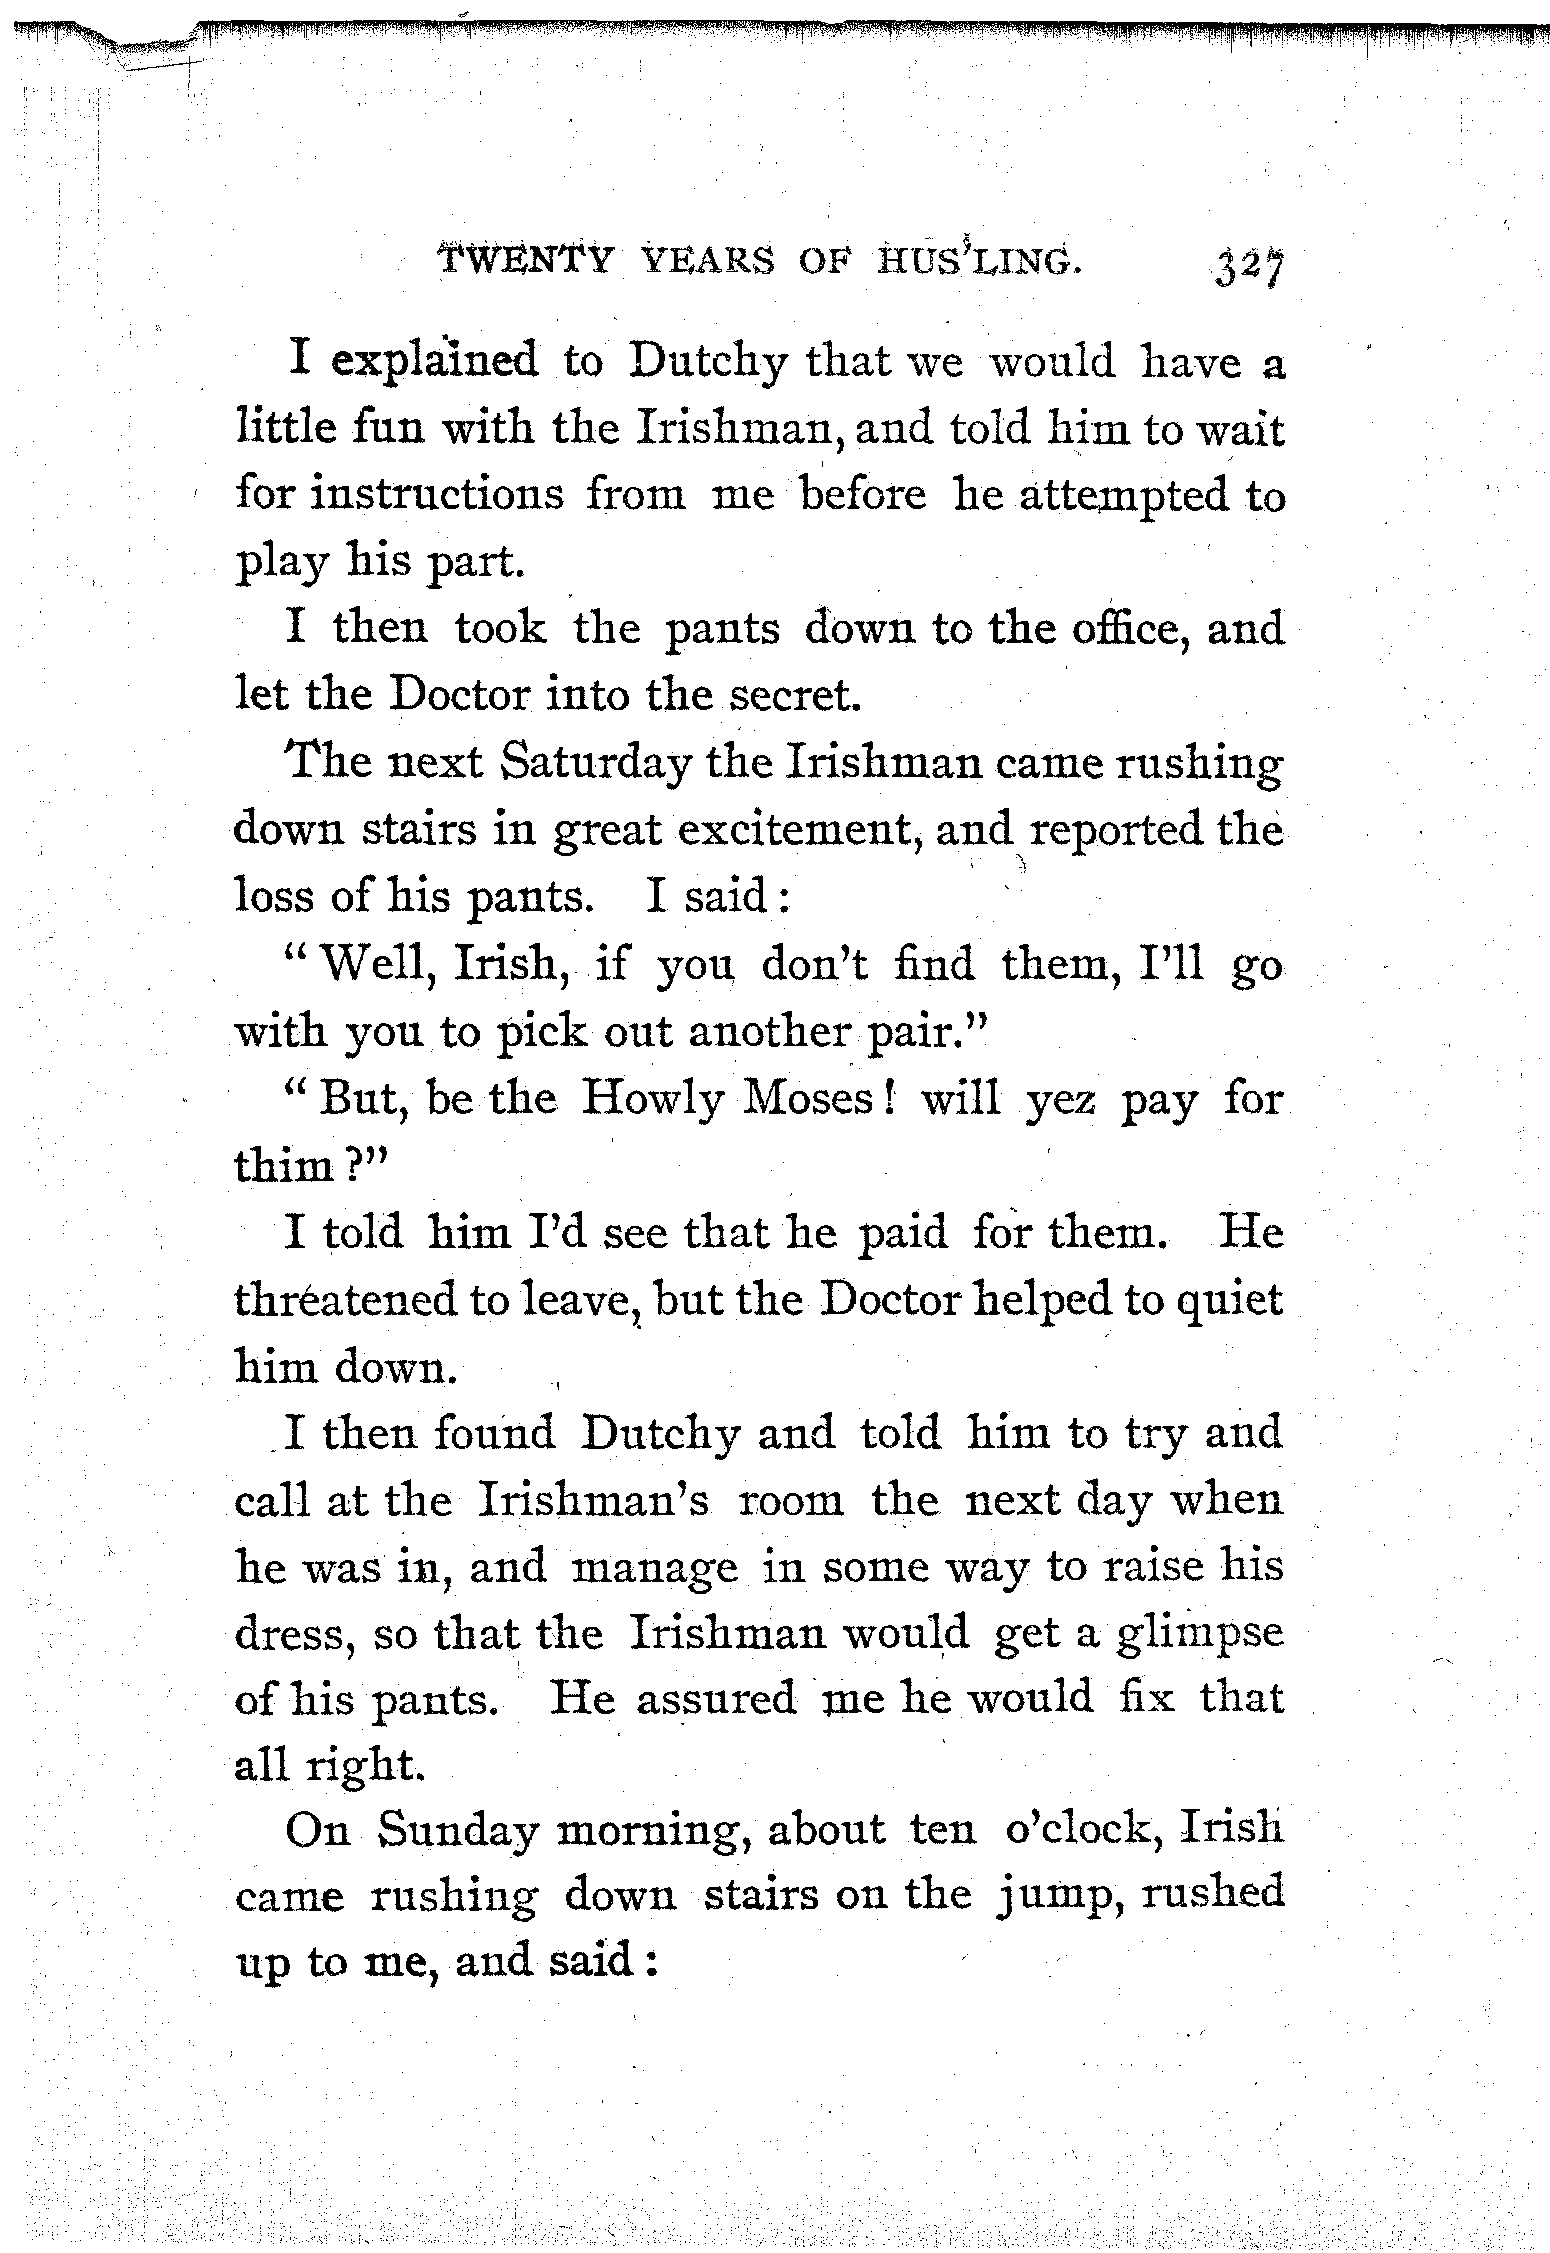 TWENTY YEARS OF HUS'LING. 327
I explained to Dutchy that we would have a
little fun with the Irishman, and told him to wait
for instructions from me before he attempted to
play his part.
I then took the pants down to the office, and
let the Doctor into the secret.
The next Saturday the Irishman came rushing
down stairs in great excitement, and reported the
loss of his pants. I said:
"Well, Irish, if you don't find them, I'll go
with you to pick out another pair."
"But, be the Howly Moses! will yez pay for
thim?"
I told him I'd see that he paid for them. He
threatened to leave, but the Doctor helped to quiet
him down.
I then found Dutchy and told him to try and
call at the Irishman's room the next day when
he was in, and manage in some way to raise his
dress, so that the Irishman would get a glimpse
of his pants. He assured me he would fix that
all right.
On Sunday morning, about ten o'clock, Irish
came rushing down stairs on the jump, rushed
up to me, and said: